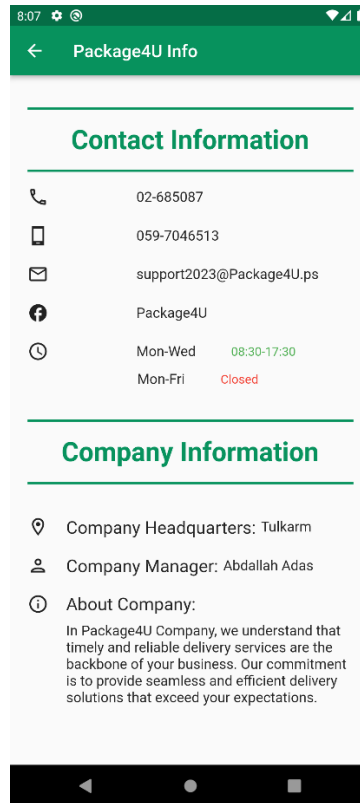 8:07
Package4U Info
Contact Information
02-685087
059-7046513
support2023@Package4U.ps
Package4U
Mon-Wed 08:30-17:30
Mon-Fri Closed
Company Information
Company Headquarters: Tulkarm
Company Manager: Abdallah Adas
About Company:
In Package4U Company, we understand that
timely and reliable delivery services are the
backbone of your business. Our commitment
is to provide seamless and efficient delivery
solutions that exceed your expectations.